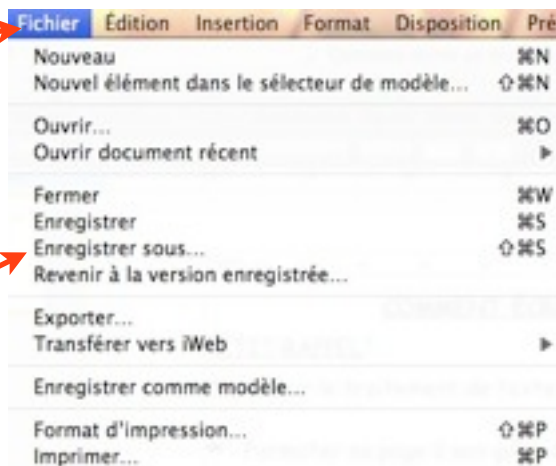 Fichier Édition Insertion Format Disposition Pré
Nouveau ⌘N
Nouvel élément dans le sélecteur de modèle... ⇧⌘N
Ouvrir... ⌘O
Ouvrir document récent ▶
Fermer ⌘W
Enregistrer ⌘S
Enregistrer sous... ⇧⌘S
Revenir à la version enregistrée...
Exporter...
Transférer vers iWeb ▶
Enregistrer comme modèle...
Format d'impression... ⇧⌘P
Imprimer... ⌘P